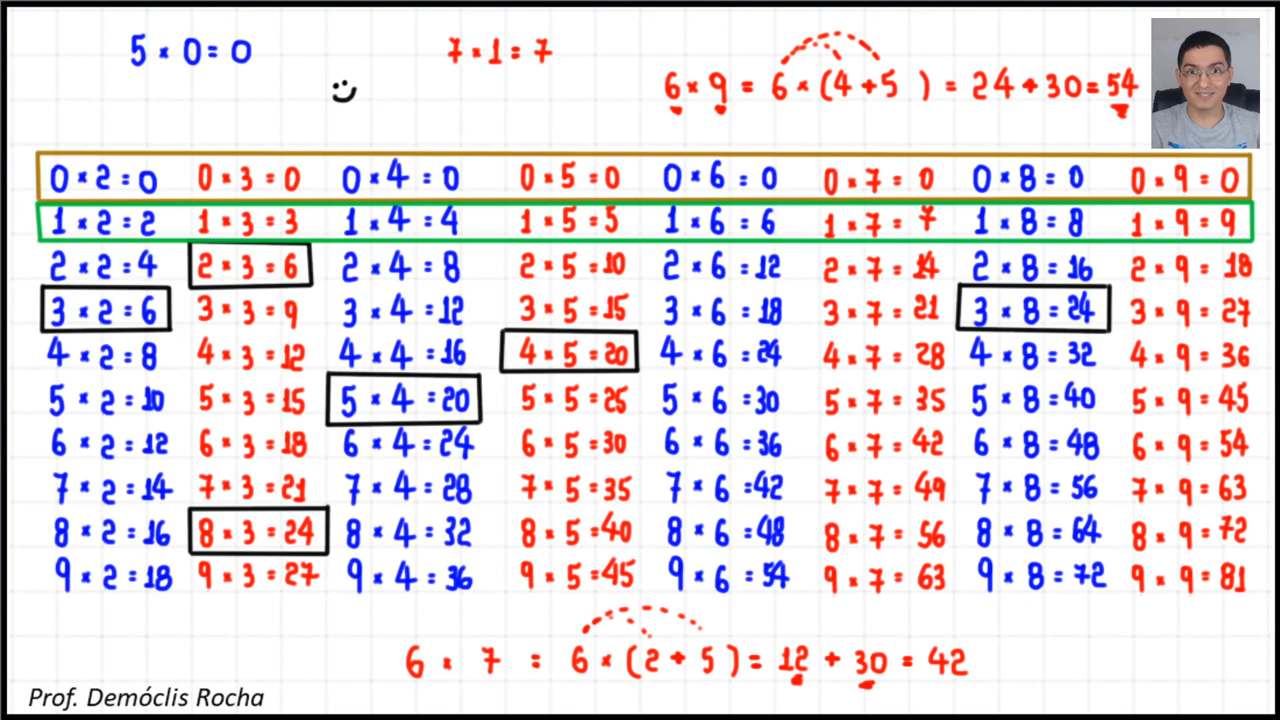 5 × 0 = 0 7 × 1 = 7
6 × 9 = 6 × (4 + 5) = 24 + 30 = 54
0 × 2 = 0 0 × 3 = 0 0 × 4 = 0 0 × 5 = 0 0 × 6 = 0 0 × 7 = 0 0 × 8 = 0 0 × 9 = 0
1 × 2 = 2 1 × 3 = 3 1 × 4 = 4 1 × 5 = 5 1 × 6 = 6 1 × 7 = 7 1 × 8 = 8 1 × 9 = 9
2 × 2 = 4 2 × 3 = 6 2 × 4 = 8 2 × 5 = 10 2 × 6 = 12 2 × 7 = 14 2 × 8 = 16 2 × 9 = 18
3 × 2 = 6 3 × 3 = 9 3 × 4 = 12 3 × 5 = 15 3 × 6 = 18 3 × 7 = 21 3 × 8 = 24 3 × 9 = 27
4 × 2 = 8 4 × 3 = 12 4 × 4 = 16 4 × 5 = 20 4 × 6 = 24 4 × 7 = 28 4 × 8 = 32 4 × 9 = 36
5 × 2 = 10 5 × 3 = 15 5 × 4 = 20 5 × 5 = 25 5 × 6 = 30 5 × 7 = 35 5 × 8 = 40 5 × 9 = 45
6 × 2 = 12 6 × 3 = 18 6 × 4 = 24 6 × 5 = 30 6 × 6 = 36 6 × 7 = 42 6 × 8 = 48 6 × 9 = 54
7 × 2 = 14 7 × 3 = 21 7 × 4 = 28 7 × 5 = 35 7 × 6 = 42 7 × 7 = 49 7 × 8 = 56 7 × 9 = 63
8 × 2 = 16 8 × 3 = 24 8 × 4 = 32 8 × 5 = 40 8 × 6 = 48 8 × 7 = 56 8 × 8 = 64 8 × 9 = 72
9 × 2 = 18 9 × 3 = 27 9 × 4 = 36 9 × 5 = 45 9 × 6 = 54 9 × 7 = 63 9 × 8 = 72 9 × 9 = 81
6 × 7 = 6 × (2 + 5) = 12 + 30 = 42
Prof. Demóclis Rocha